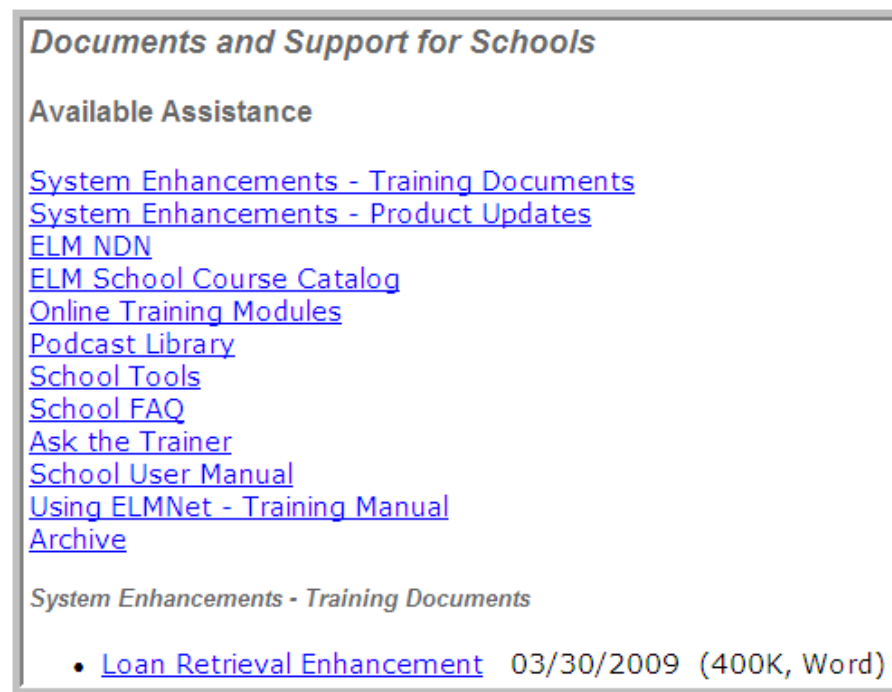 Documents and Support for Schools
Available Assistance
System Enhancements - Training Documents
System Enhancements - Product Updates
ELM NDN
ELM School Course Catalog
Online Training Modules
Podcast Library
School Tools
School FAQ
Ask the Trainer
School User Manual
Using ELMNet - Training Manual
Archive
System Enhancements - Training Documents
• Loan Retrieval Enhancement 03/30/2009 (400K, Word)